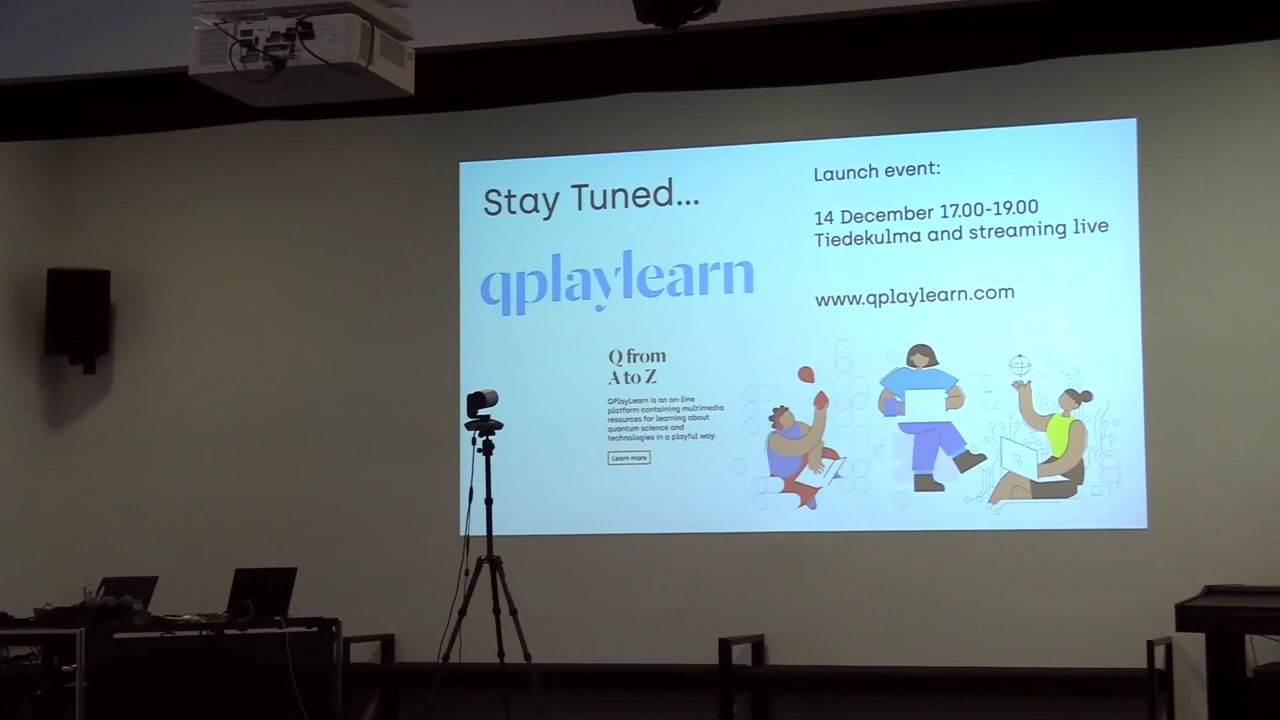 Stay Tuned...
qplaylearn
Q from
A to Z
QPlayLearn is an on-line
platform containing multimedia
resources for learning about
quantum science and
technologies in a playful way.
Learn more
Launch event:
14 December 17.00-19.00
Tiedekulma and streaming live
www.qplaylearn.com